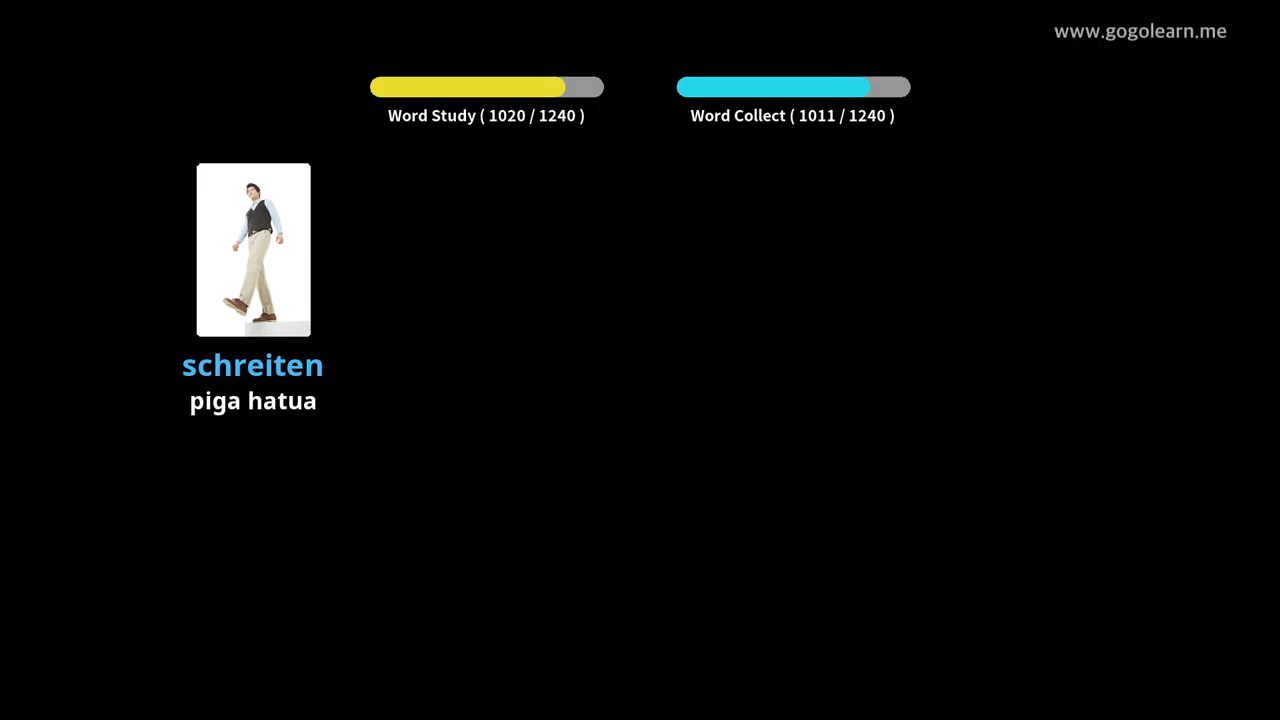 www.gogolearn.me
Word Study ( 1020 / 1240 )
Word Collect ( 1011 / 1240 )
schreiten
piga hatua